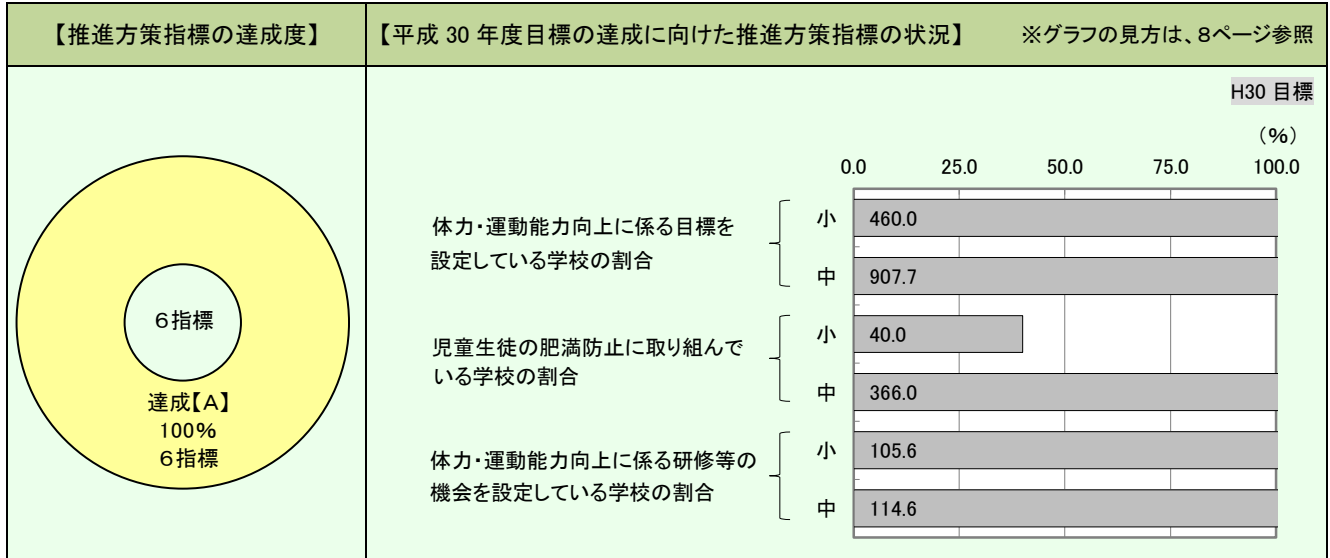 【推進方策指標の達成度】
【平成 30 年度目標の達成に向けた推進方策指標の状況】 ※グラフの見方は、8ページ参照
6指標
達成【A】
100%
6指標
H30 目標
(%)
0.0 25.0 50.0 75.0 100.0
体力・運動能力向上に係る目標を
設定している学校の割合
小 460.0
中 907.7
児童生徒の肥満防止に取り組んで
いる学校の割合
小 40.0
中 366.0
体力・運動能力向上に係る研修等の
機会を設定している学校の割合
小 105.6
中 114.6